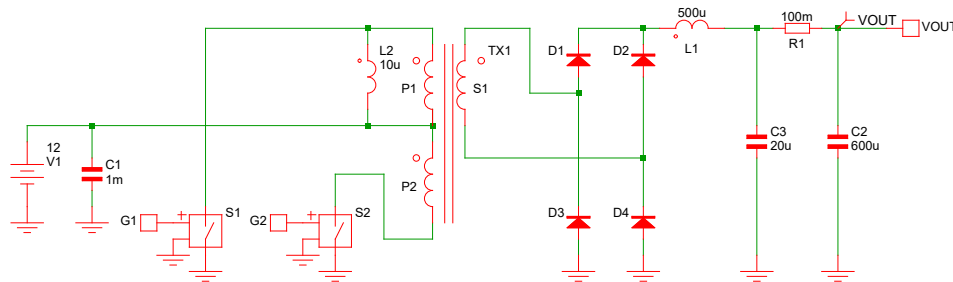 500u
L1
100m
R1
VOUT
VOUT
L2
10u
P1
TX1
S1
D1
D2
12
V1
C1
1m
P2
C3
20u
C2
600u
G1
+
S1
G2
+
S2
D3
D4